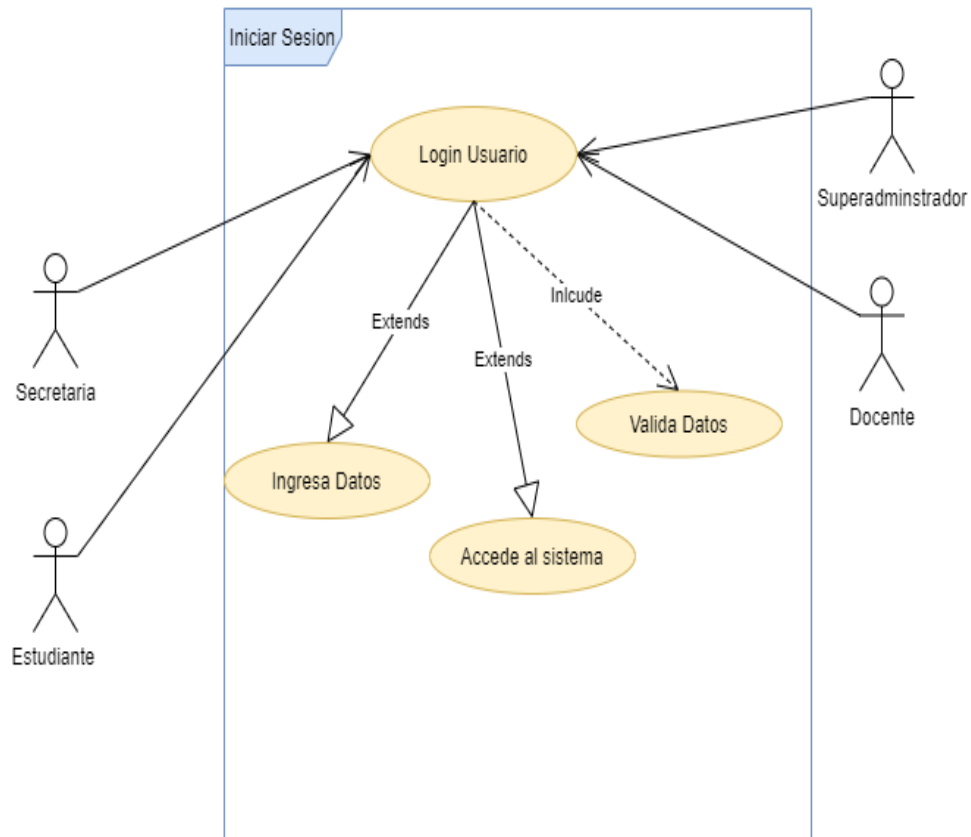 Iniciar Sesion
Login Usuario
Superadminstrador
Secretaria
Extends
Inlcude
Extends
Valida Datos
Docente
Ingresa Datos
Accede al sistema
Estudiante